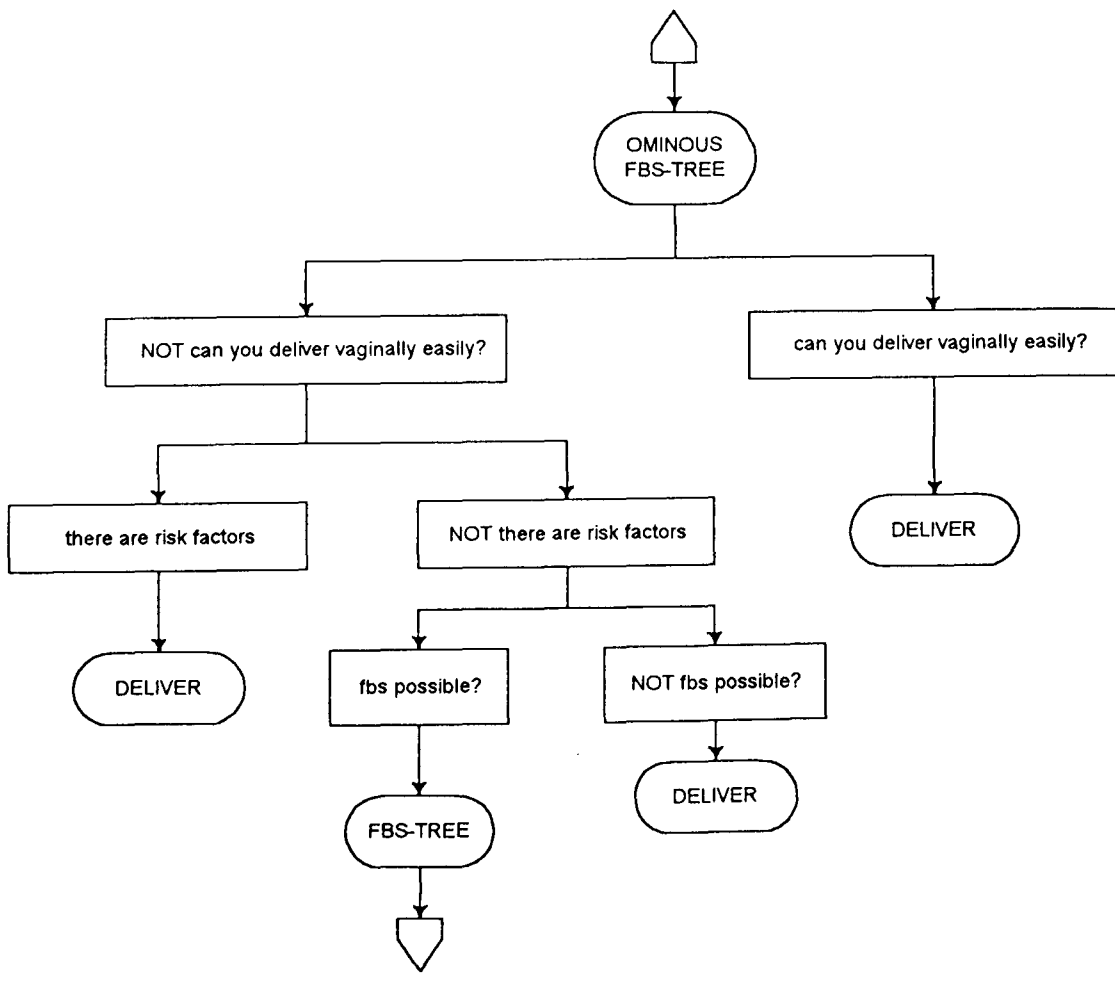 OMINOUS
FBS-TREE
NOT can you deliver vaginally easily?
can you deliver vaginally easily?
there are risk factors
NOT there are risk factors
DELIVER
DELIVER
fbs possible?
NOT fbs possible?
FBS-TREE
DELIVER